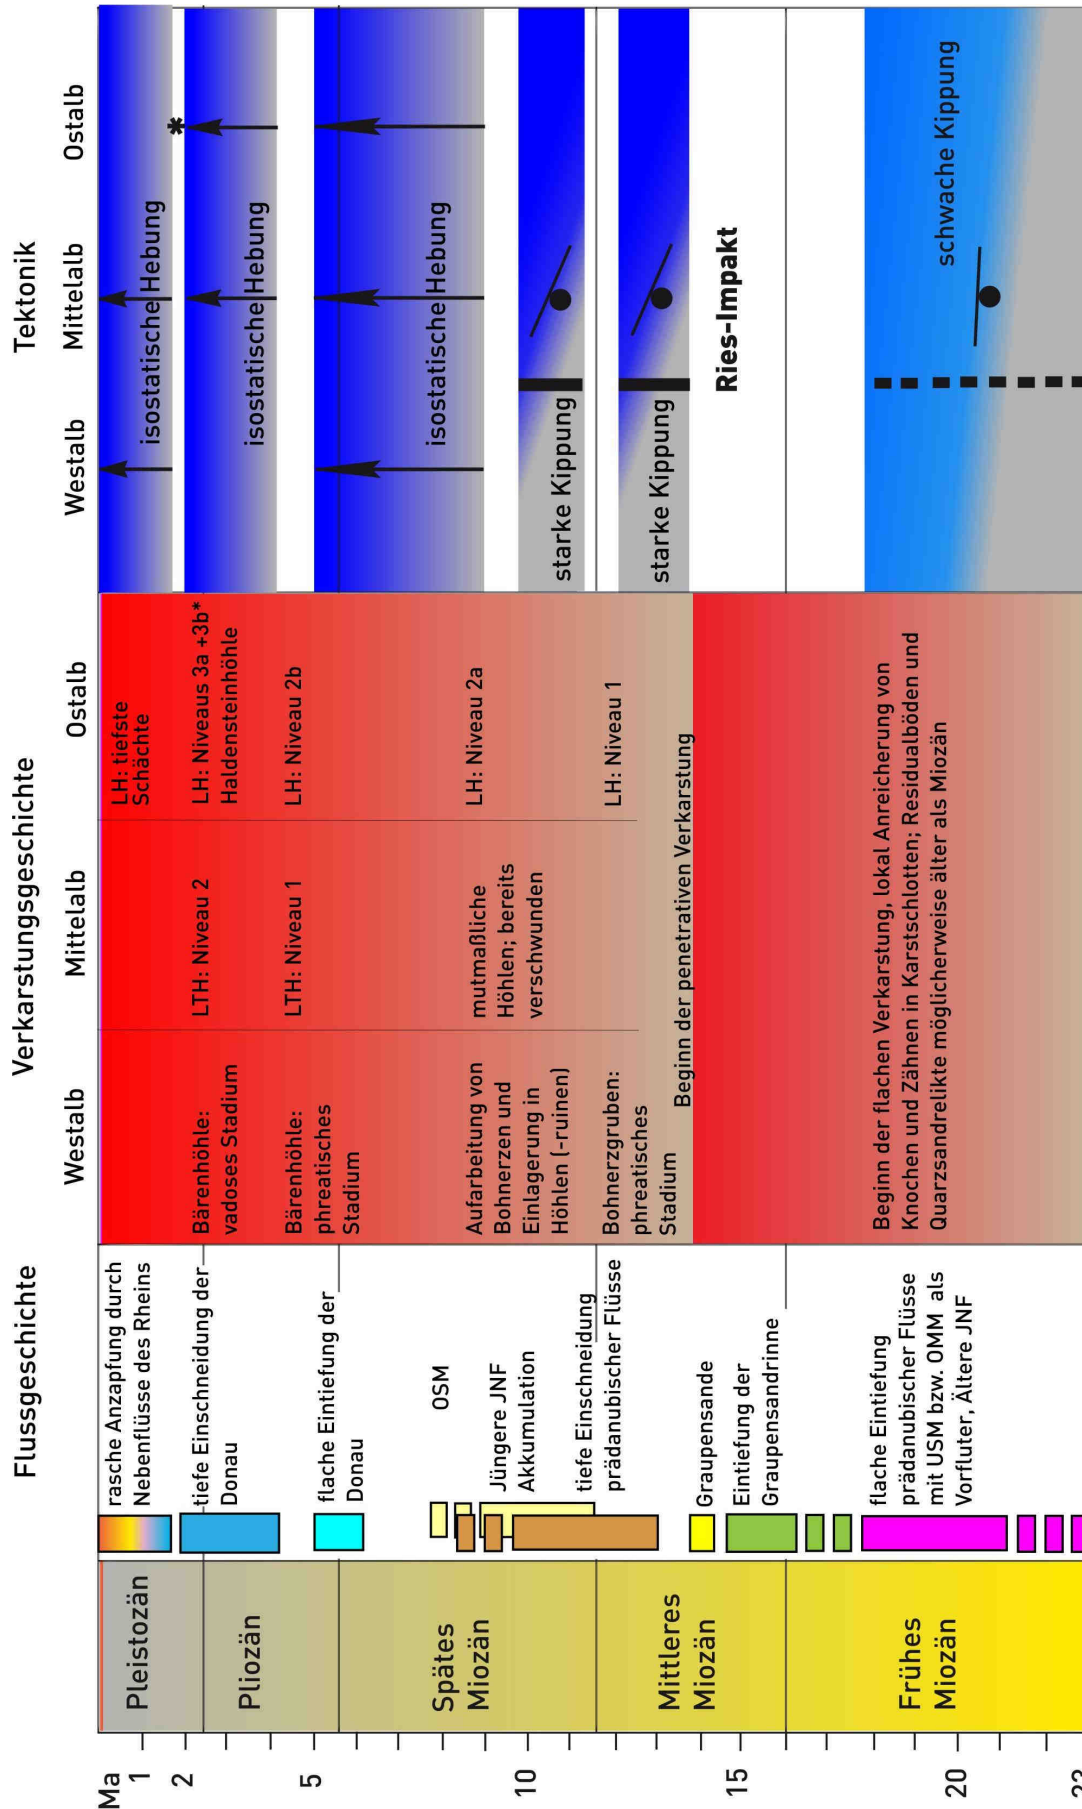 Ma
1
2
5
10
15
20
Pleistozän
Pliozän
Spätes
Miozän
Mittleres
Miozän
Frühes
Miozän
Flussgeschichte
rasche Anzapfung durch
Nebenflüsse des Rheins
tiefe Einschneidung der
Donau
flache Eintiefung der
Donau
OSM
Jüngere JNF
Akkumulation
tiefe Einschneidung
prädanubischer Flüsse
Graupensande
Eintiefung der
Graupensandrinne
flache Eintiefung
prädanubischer Flüsse
mit USM bzw. OMM als
Vorfluter, Ältere JNF
Verkarstungsgeschichte
Westalb
Mittelalb
Ostalb
Bärenhöhle:
vadoses Stadium
Bärenhöhle:
phreatisches
Stadium
Aufarbeitung von
Bohnerzen und
Einlagerung in
Höhlen (-ruinen)
Bohnerzgruben:
phreatisches
Stadium
LTH: Niveau 2
LTH: Niveau 1
mutmaßliche
Höhlen; bereits
verschwunden
LH: tiefste
Schächte
LH: Niveaus 3a +3b*
Haldensteinhöhle
LH: Niveau 2b
LH: Niveau 2a
LH: Niveau 1
Beginn der penetrativen Verkarstung
Beginn der flachen Verkarstung, lokal Anreicherung von
Knochen und Zähnen in Karstschlotten; Residualböden und
Quarzsandrelikte möglicherweise älter als Miozän
Tektonik
Westalb
Mittelalb
Ostalb
isostatische Hebung
*
isostatische Hebung
isostatische Hebung
starke Kippung
starke Kippung
Ries-Impakt
schwache Kippung